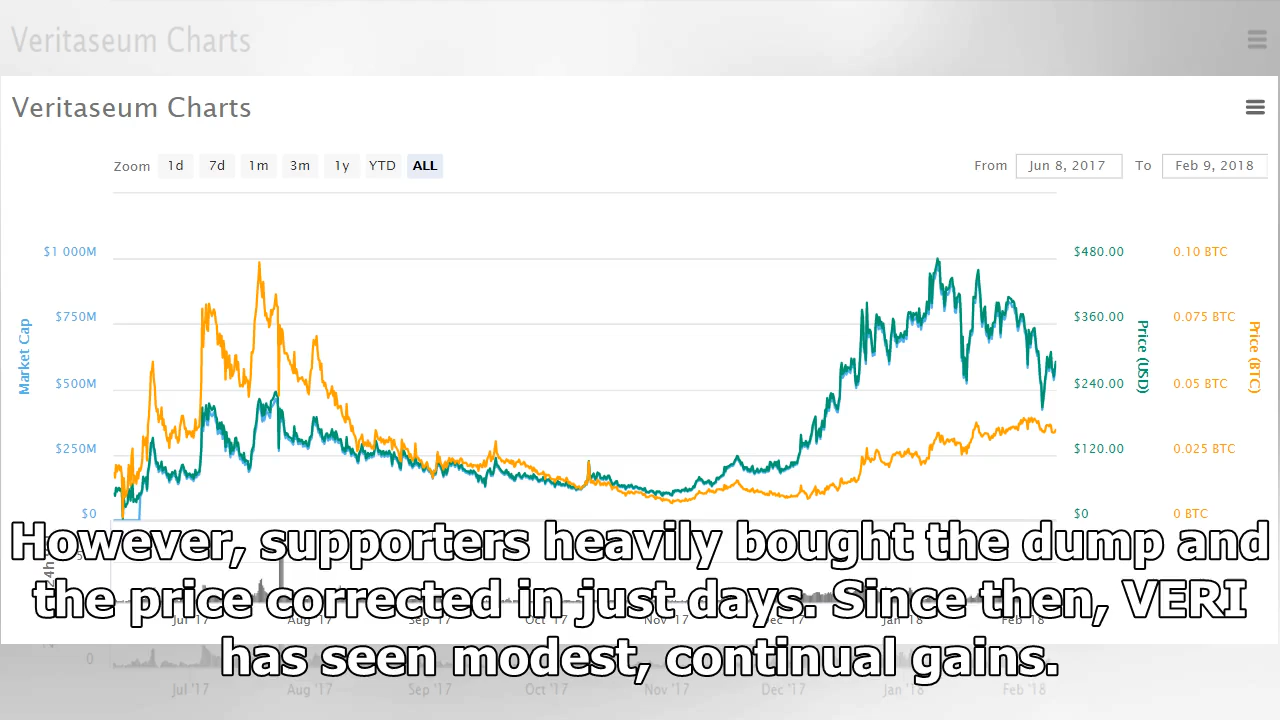 Veritaseum Charts
Veritaseum Charts
Zoom 1d 7d 1m 3m 1y YTD ALL From Jun 8, 2017 To Feb 9, 2018
$1 000M $480.00 0.10 BTC
$750M $360.00 0.075 BTC
Market Cap Price (USD) Price (BTC)
$500M $240.00 0.05 BTC
$250M $120.00 0.025 BTC
$0 $0 0 BTC
However, supporters heavily bought the dump and
24h
the price corrected in just days. Since then, VERI
Jul '17 Aug '17 Sep '17 Oct '17 Nov '17 Dec '17 Jan '18 Feb '18
has seen modest, continual gains.
0
Jul '17 Aug '17 Sep '17 Oct '17 Nov '17 Dec '17 Jan '18 Feb '18